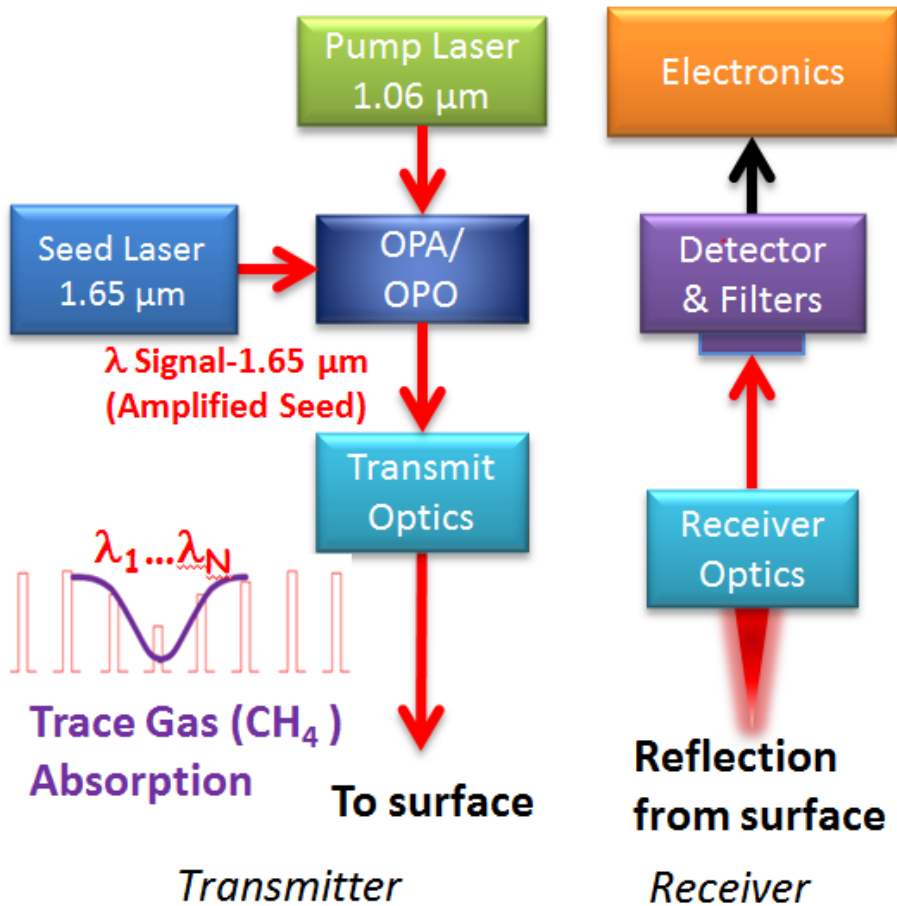 Pump Laser
1.06 μm
Electronics
Seed Laser
1.65 μm
OPA/
OPO
Detector
& Filters
λ Signal-1.65 μm
(Amplified Seed)
Transmit
Optics
Receiver
Optics
λ₁...λN
Trace Gas (CH₄ )
Absorption
To surface
Reflection
from surface
Transmitter
Receiver